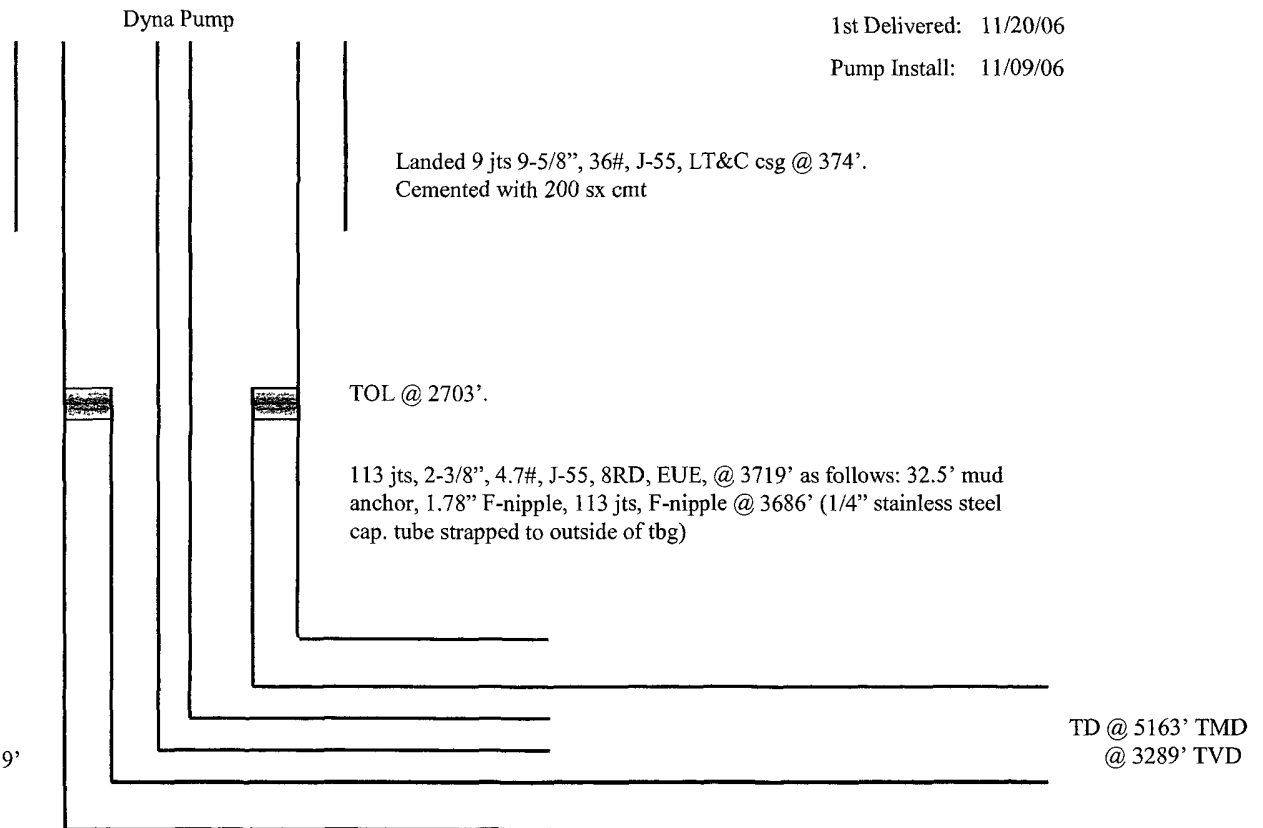 Dyna Pump
1st Delivered: 11/20/06
Pump Install: 11/09/06
Landed 9 jts 9-5/8”, 36#, J-55, LT&C csg @ 374’.
Cemented with 200 sx cmt
TOL @ 2703’.
113 jts, 2-3/8”, 4.7#, J-55, 8RD, EUE, @ 3719’ as follows: 32.5’ mud
anchor, 1.78” F-nipple, 113 jts, F-nipple @ 3686’ (1/4” stainless steel
cap. tube strapped to outside of tbg)
TD @ 5163’ TMD
@ 3289’ TVD
9’